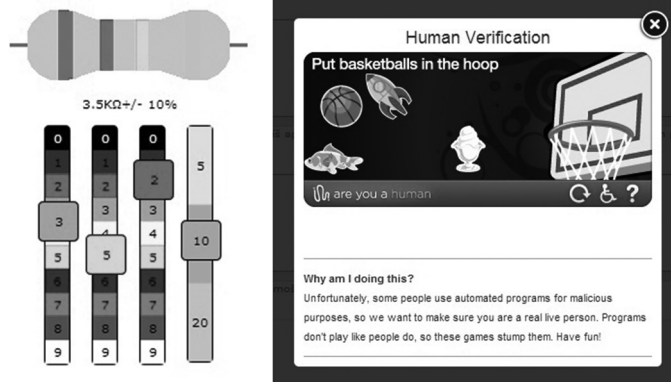 3.5KΩ+/- 10%
0 0 0
1 1 5
2 2 2
3 3 3
4 4
5 5 5 10
6 6 6
7 7 7
8 8 8 20
9 9 9
Human Verification
Put basketballs in the hoop
are you a human
?
Why am I doing this?
Unfortunately, some people use automated programs for malicious
purposes, so we want to make sure you are a real live person. Programs
don't play like people do, so these games stump them. Have fun!